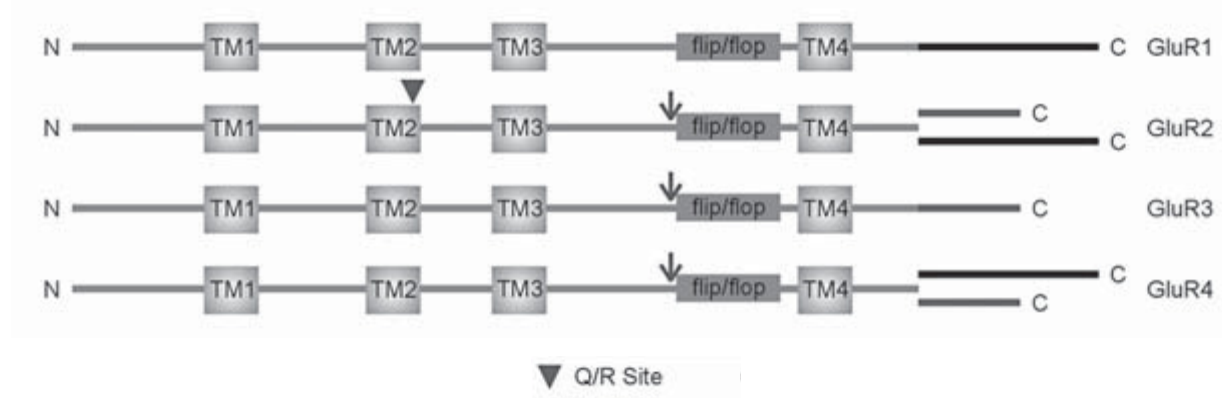 N TM1 TM2 TM3 flip/flop TM4 C GluR1
N TM1 TM2 TM3 flip/flop TM4 C C GluR2
N TM1 TM2 TM3 flip/flop TM4 C GluR3
N TM1 TM2 TM3 flip/flop TM4 C C GluR4
Q/R Site